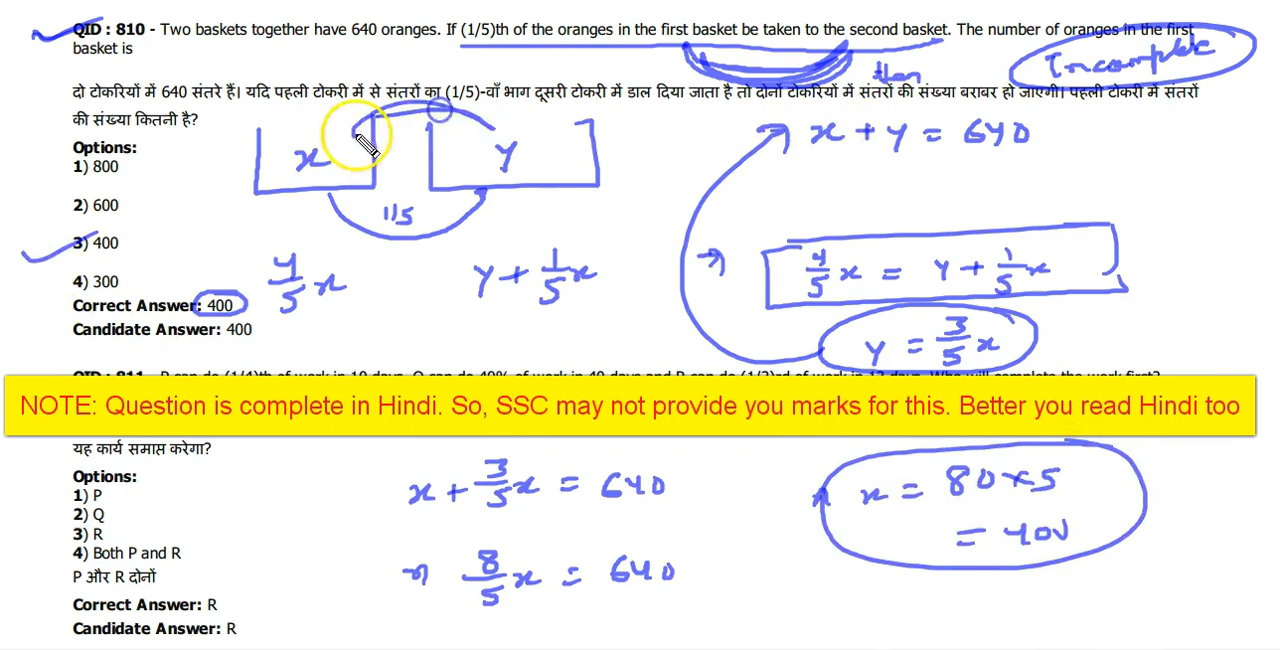 QID : 810 - Two baskets together have 640 oranges. If (1/5)th of the oranges in the first basket be taken to the second basket. The number of oranges in the first
basket is
Incomplete
then
दो टोकरियों में 640 संतरे हैं। यदि पहली टोकरी में से संतरों का (1/5)-वाँ भाग दूसरी टोकरी में डाल दिया जाता है तो दोनों टोकरियों में संतरों की संख्या बराबर हो जाएगी। पहली टोकरी में संतरों
की संख्या कितनी है?
x + y = 640
Options:
x y
1) 800
2) 600
1/5
3) 400
4/5 x y + 1/5 x
4/5 x = y + 1/5 x
4) 300
Correct Answer: 400
Candidate Answer: 400
y = 3/5 x
NOTE: Question is complete in Hindi. So, SSC may not provide you marks for this. Better you read Hindi too
यह कार्य समाप्त करेगा?
Options:
x + 3/5 x = 640
x = 80 x 5
1) P
2) Q
3) R
= 400
4) Both P and R
P और R दोनों
8/5 x = 640
Correct Answer: R
Candidate Answer: R